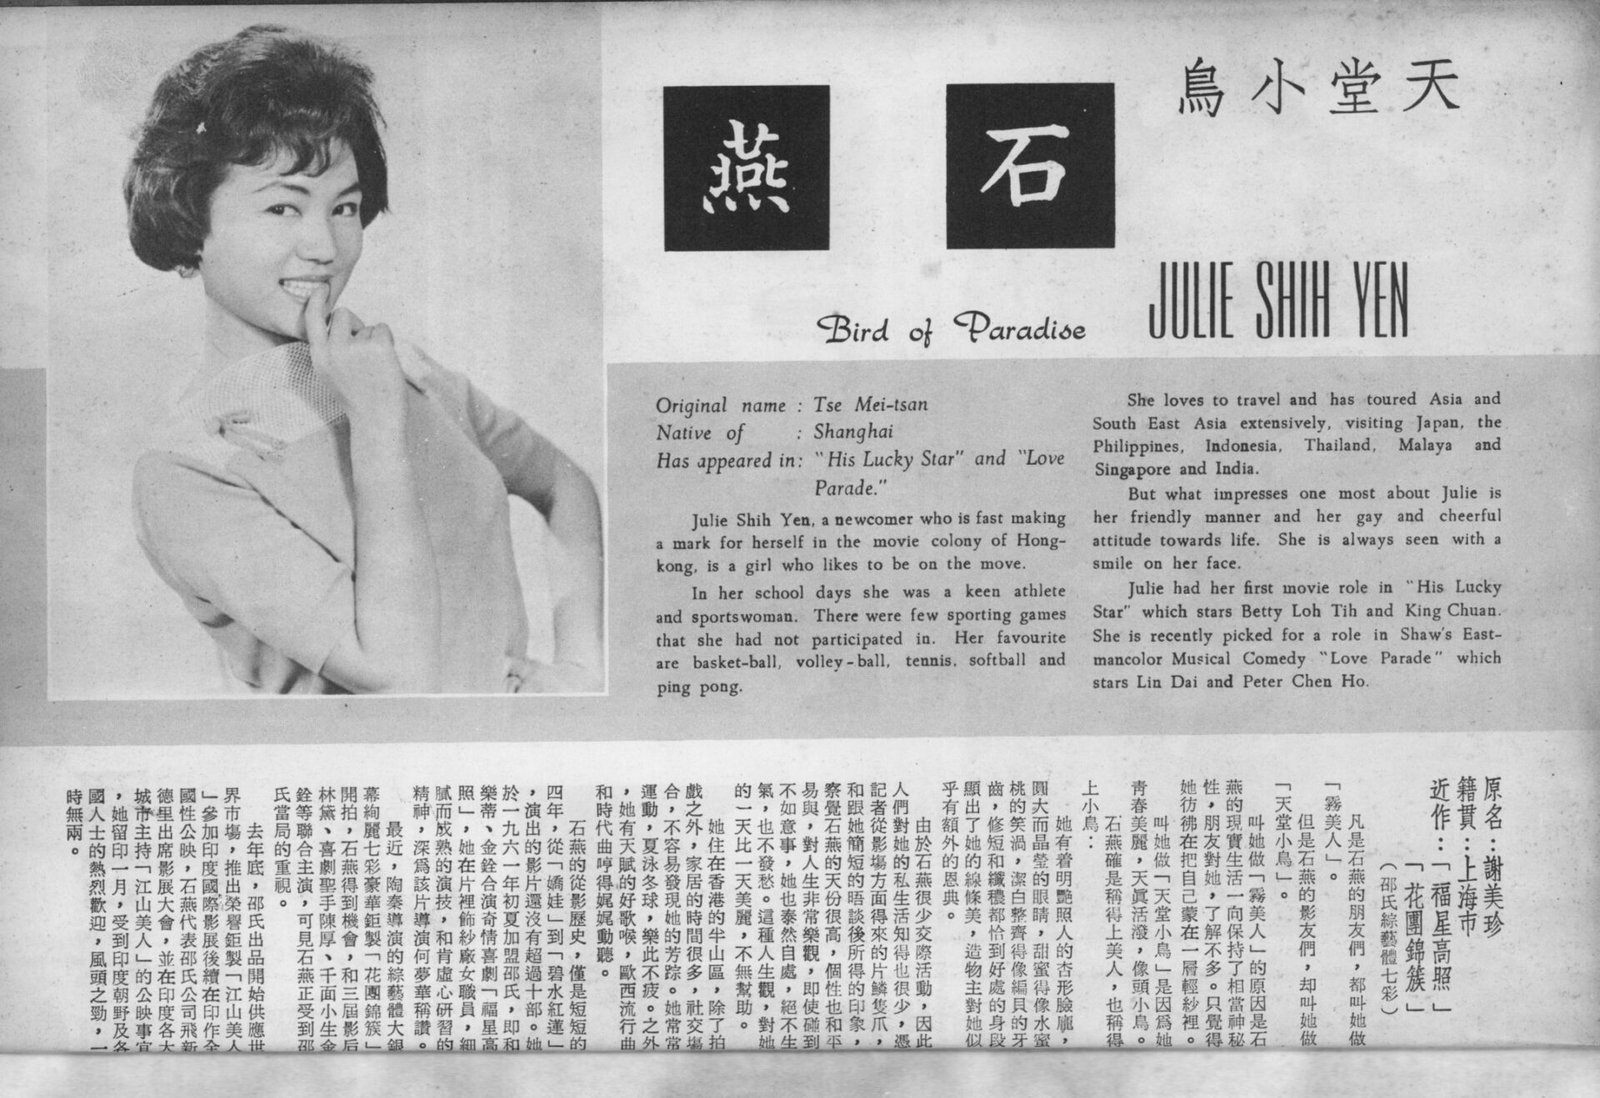 天堂小鳥
石燕
JULIE SHIH YEN
Bird of Paradise
Original name : Tse Mei-tsan
Native of : Shanghai
Has appeared in: "His Lucky Star" and "Love
Parade."
Julie Shih Yen, a newcomer who is fast making
a mark for herself in the movie colony of Hong-
kong, is a girl who likes to be on the move.
In her school days she was a keen athlete
and sportswoman. There were few sporting games
that she had not participated in. Her favourite
are basket-ball, volley-ball, tennis, softball and
ping pong.
She loves to travel and has toured Asia and
South East Asia extensively, visiting Japan, the
Philippines, Indonesia, Thailand, Malaya and
Singapore and India.
But what impresses one most about Julie is
her friendly manner and her gay and cheerful
attitude towards life. She is always seen with a
smile on her face.
Julie had her first movie role in "His Lucky
Star" which stars Betty Loh Tih and King Chuan.
She is recently picked for a role in Shaw's East-
mancolor Musical Comedy "Love Parade" which
stars Lin Dai and Peter Chen Ho.
原名：謝美珍
籍貫：上海市
近作：「福星高照」
「花團錦簇」
（邵氏綜藝體七彩）
凡是石燕的朋友們，都叫她做
「霧美人」。
但是石燕的影友們，却叫她做
「天堂小鳥」。
叫她做「霧美人」的原因是石
燕的現實生活一向保持了相當神秘
性，朋友對她，了解不多。只覺得
她彷彿在把自己蒙在一層輕紗裡。
叫她做「天堂小鳥」是因爲她
青春美麗，天眞活潑，像頭小鳥。
石燕確是稱得上美人，也稱得
上小鳥：
她有着明艷照人的杏形臉龐，
圓大而晶瑩的眼睛，甜蜜得像水蜜
桃的笑渦，潔白整齊得像編貝的牙
齒，修短和纖穠都恰到好處的身段
顯出了她的線條美，造物主對她似
乎有額外的恩典。
由於石燕很少交際活動，因此
人們對她的私生活知得也很少，憑
記者從影塲方面得來的片鱗隻爪，
和跟她簡短的晤談後所得的印象，
察覺石燕的天份很高，個性也和平
易與，對人生非常樂觀，即使碰到
不如意事，她也泰然自處，絕不生
氣，也不發愁。這種人生觀，對她
的一天比一天美麗，不無幫助。
她住在香港的半山區，除了拍
戲之外，家居的時間很多，社交塲
合，不容易發現她的芳踪。她常常
運動，夏泳冬球，樂此不疲。之外
，她有天賦的好歌喉，歐西流行曲
和時代曲哼得娓娓動聽。
石燕的從影歷史，僅是短短的
四年，從「嬌娃」到「碧水紅蓮」
，演出的影片還沒有超過十部。她
於一九六一年初夏加盟邵氏，即和
樂蒂、金銓合演奇情喜劇「福星高
照」，她在片裡飾紗廠女職員，細
膩而成熟的演技，和肯虛心研習的
精神，深爲該片導演何夢華稱讚。
最近，陶秦導演的綜藝體大銀
幕絢麗七彩豪華鉅製「花團錦簇」
開拍，石燕得到機會，和三屆影后
林黛、喜劇聖手陳厚、千面小生金
銓等聯合主演，可見石燕正受到邵
氏當局的重視。
去年底，邵氏出品開始供應世
界市塲，推出榮譽鉅製「江山美人
」參加印度國際影展後續在印作全
國性公映，石燕代表邵氏公司飛新
德里出席影展大會，並在印度各大
城市主持「江山美人」的公映事宜
，她留印一月，受到印度朝野及各
國人士的熱烈歡迎，風頭之勁，一
時無兩。